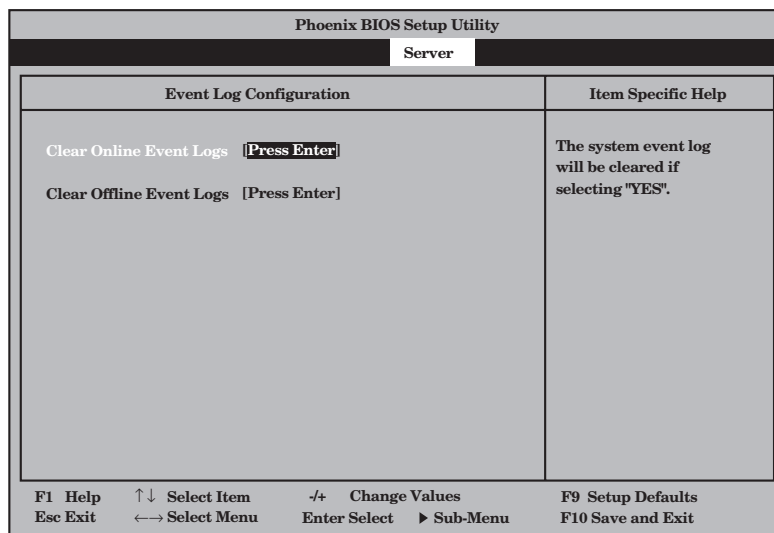 Phoenix BIOS Setup Utility
Server
Event Log Configuration
Item Specific Help
Clear Online Event Logs [Press Enter]
Clear Offline Event Logs [Press Enter]
The system event log
will be cleared if
selecting "YES".
F1 Help ↑↓ Select Item -/+ Change Values F9 Setup Defaults
Esc Exit ←→ Select Menu Enter Select ▶ Sub-Menu F10 Save and Exit